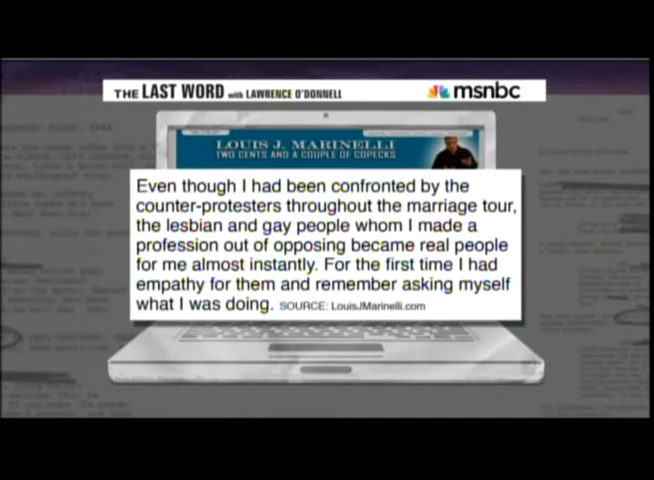 THE LAST WORD WITH LAWRENCE O'DONNELL
msnbc
LOUIS J. MARINELLI
TWO CENTS AND A COUPLE OF COPECKS
Even though I had been confronted by the
counter-protesters throughout the marriage tour,
the lesbian and gay people whom I made a
profession out of opposing became real people
for me almost instantly. For the first time I had
empathy for them and remember asking myself
what I was doing. SOURCE: LouisJMarinelli.com